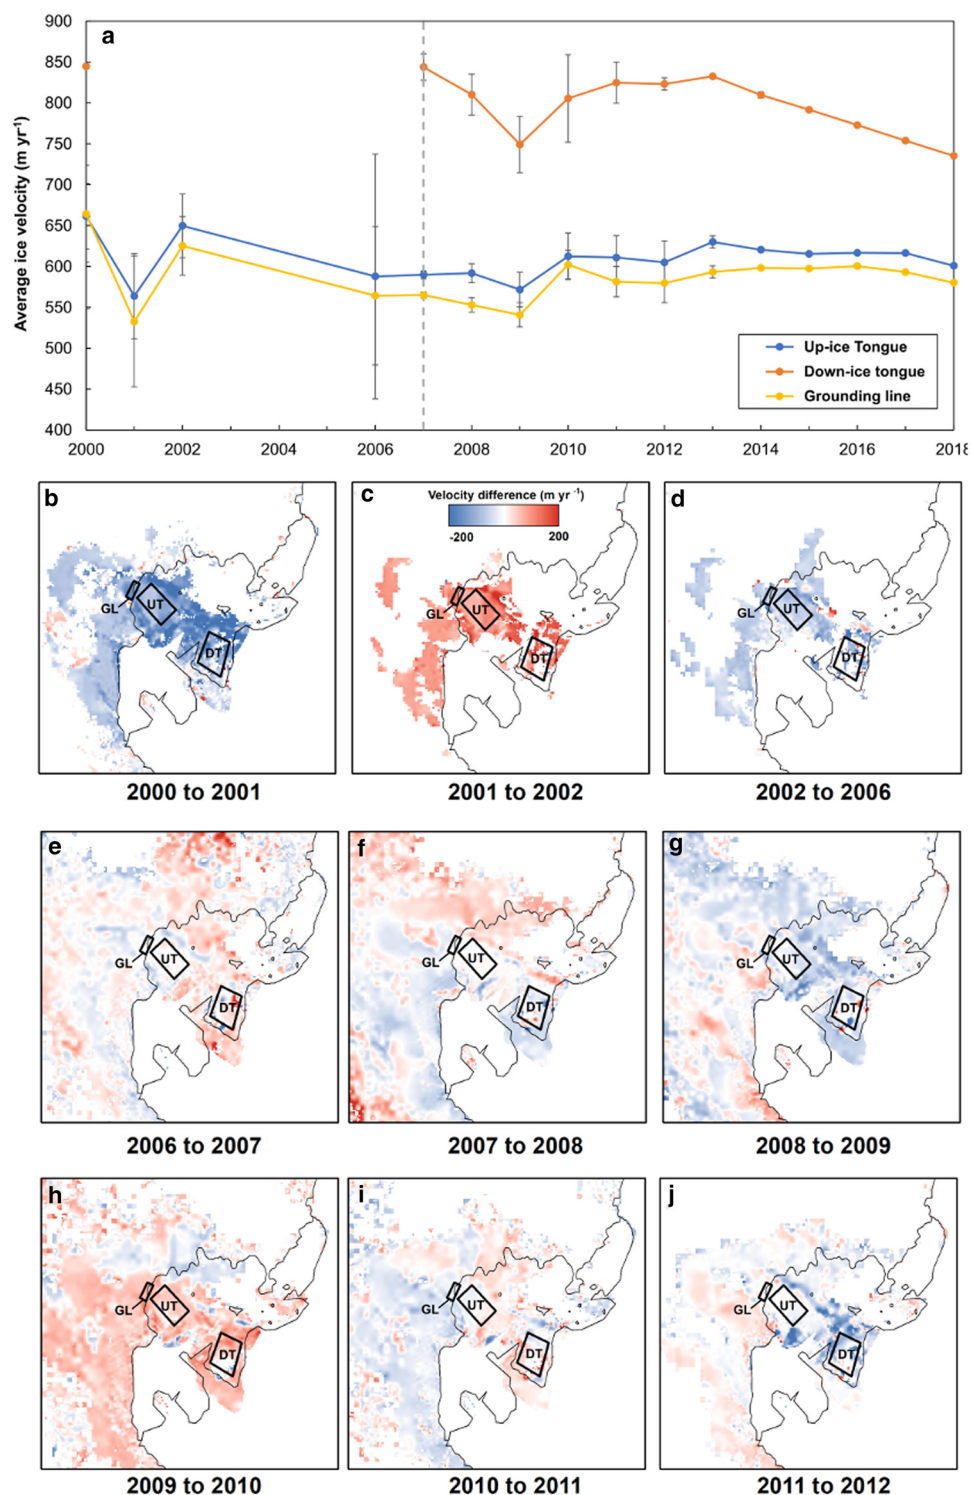 a
900
850
800
750
700
650
600
550
500
450
400
Average ice velocity (m yr⁻¹)
2000
2002
2004
2006
2008
2010
2012
2014
2016
2018
Up-ice Tongue
Down-ice tongue
Grounding line
b
GL
UT
DT
2000 to 2001
c
Velocity difference (m yr ⁻¹)
-200
200
GL
UT
DT
2001 to 2002
d
GL
UT
DT
2002 to 2006
e
GL
UT
DT
2006 to 2007
f
GL
UT
DT
2007 to 2008
g
GL
UT
DT
2008 to 2009
h
GL
UT
DT
2009 to 2010
i
GL
UT
DT
2010 to 2011
j
GL
UT
DT
2011 to 2012